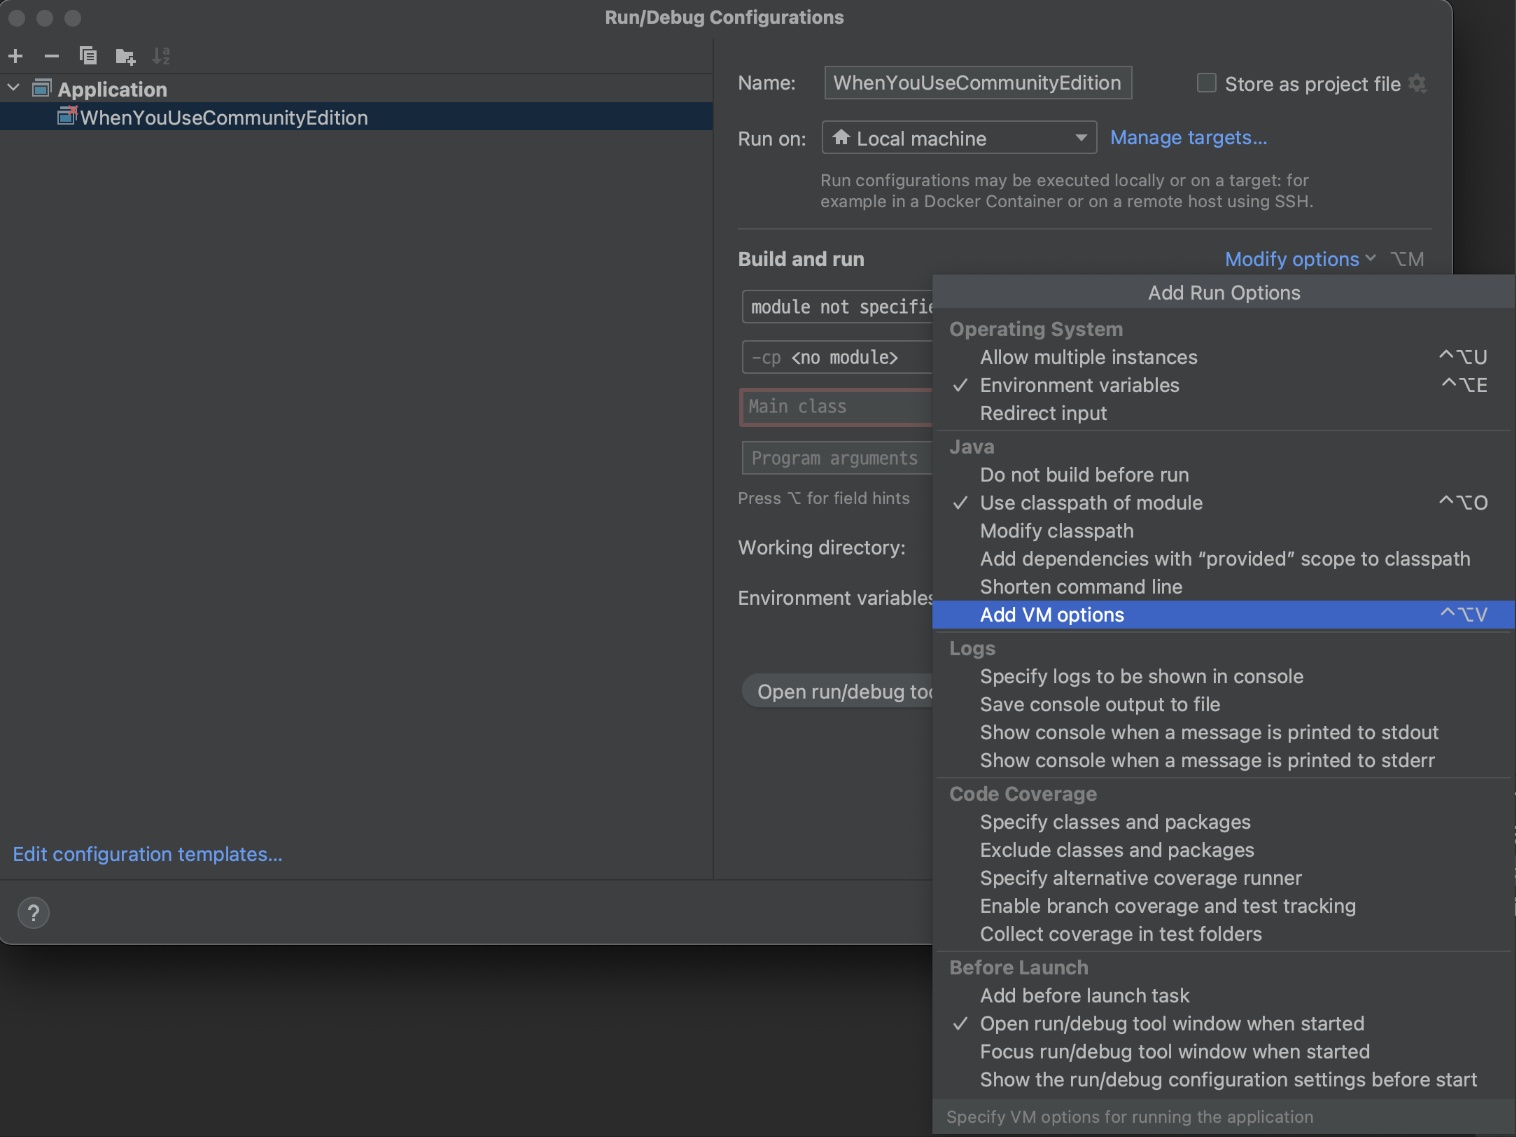 Run/Debug Configurations
Application
WhenYouUseCommunityEdition
Edit configuration templates...
?
Name: WhenYouUseCommunityEdition Store as project file
Run on: Local machine Manage targets...
Run configurations may be executed locally or on a target: for
example in a Docker Container or on a remote host using SSH.
Build and run Modify options ⌥M
module not specifie
-cp <no module>
Main class
Program arguments
Press ⌥ for field hints
Working directory:
Environment variables
Open run/debug too
Add Run Options
Operating System
Allow multiple instances ^⌥U
✓ Environment variables ^⌥E
Redirect input
Java
Do not build before run
✓ Use classpath of module ^⌥O
Modify classpath
Add dependencies with “provided” scope to classpath
Shorten command line
Add VM options ^⌥V
Logs
Specify logs to be shown in console
Save console output to file
Show console when a message is printed to stdout
Show console when a message is printed to stderr
Code Coverage
Specify classes and packages
Exclude classes and packages
Specify alternative coverage runner
Enable branch coverage and test tracking
Collect coverage in test folders
Before Launch
Add before launch task
✓ Open run/debug tool window when started
Focus run/debug tool window when started
Show the run/debug configuration settings before start
Specify VM options for running the application